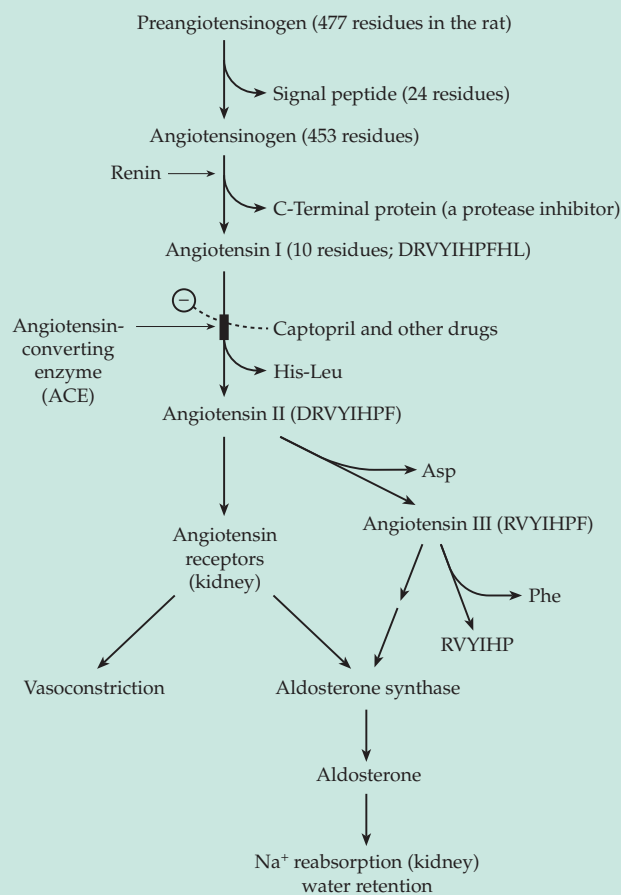 Preangiotensinogen (477 residues in the rat)
Signal peptide (24 residues)
Angiotensinogen (453 residues)
Renin
C-Terminal protein (a protease inhibitor)
Angiotensin I (10 residues; DRVYIHPFHL)
−
Captopril and other drugs
Angiotensin-
converting
enzyme
(ACE)
His-Leu
Angiotensin II (DRVYIHPF)
Asp
Angiotensin III (RVYIHPF)
Angiotensin
receptors
(kidney)
Phe
RVYIHP
Vasoconstriction
Aldosterone synthase
Aldosterone
Na⁺ reabsorption (kidney)
water retention